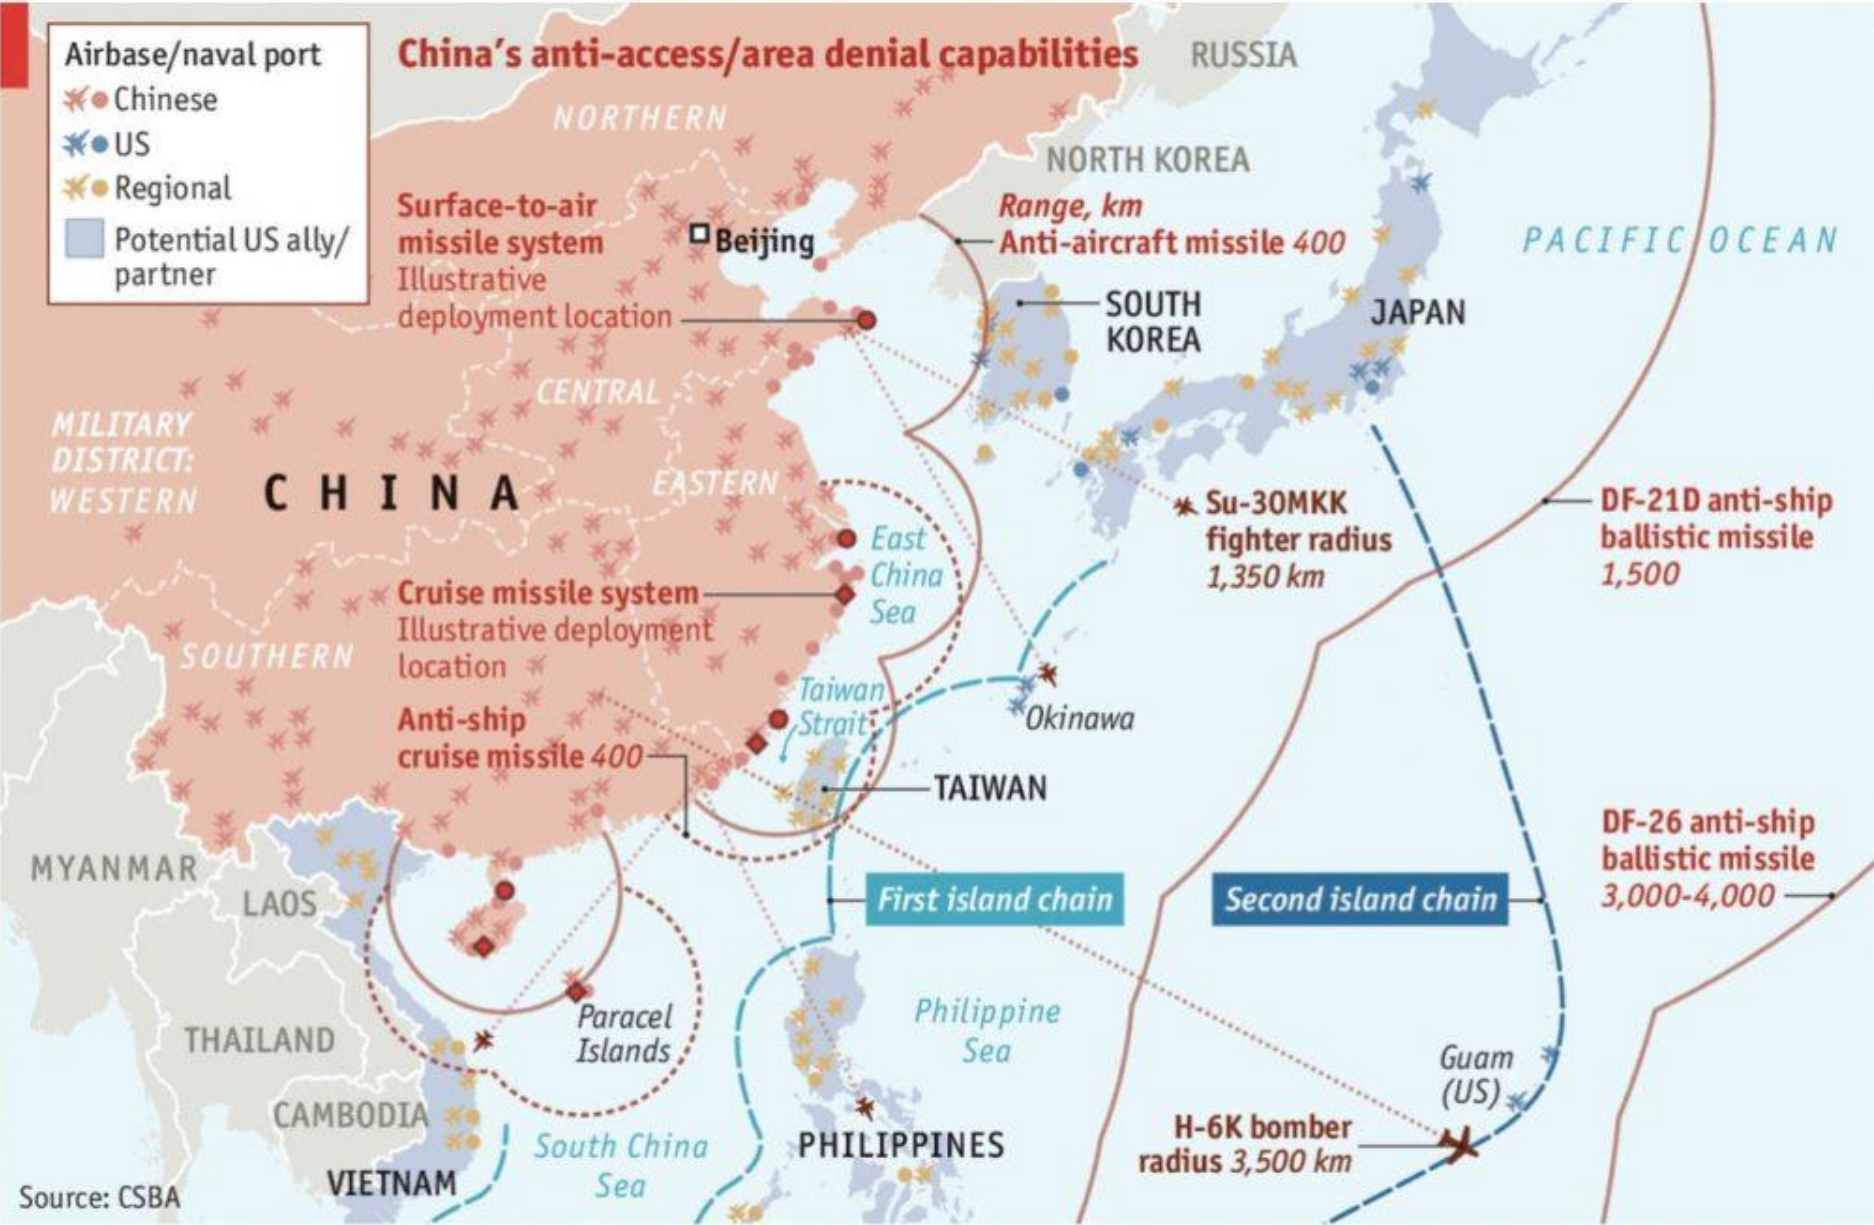 China's anti-access/area denial capabilities
Airbase/naval port
Chinese
US
Regional
Potential US ally/
partner
RUSSIA
NORTHERN
NORTH KOREA
Surface-to-air
missile system
Illustrative
deployment location
Beijing
Range, km
Anti-aircraft missile 400
PACIFIC OCEAN
SOUTH
KOREA
JAPAN
CENTRAL
MILITARY
DISTRICT:
WESTERN
CHINA
EASTERN
Su-30MKK
fighter radius
1,350 km
DF-21D anti-ship
ballistic missile
1,500
East
China
Sea
Cruise missile system
Illustrative deployment
location
SOUTHERN
Taiwan
Strait
Okinawa
Anti-ship
cruise missile 400
TAIWAN
DF-26 anti-ship
ballistic missile
3,000-4,000
MYANMAR
LAOS
First island chain
Second island chain
Paracel
Islands
Philippine
Sea
THAILAND
Guam
(US)
CAMBODIA
South China
Sea
PHILIPPINES
H-6K bomber
radius 3,500 km
VIETNAM
Source: CSBA